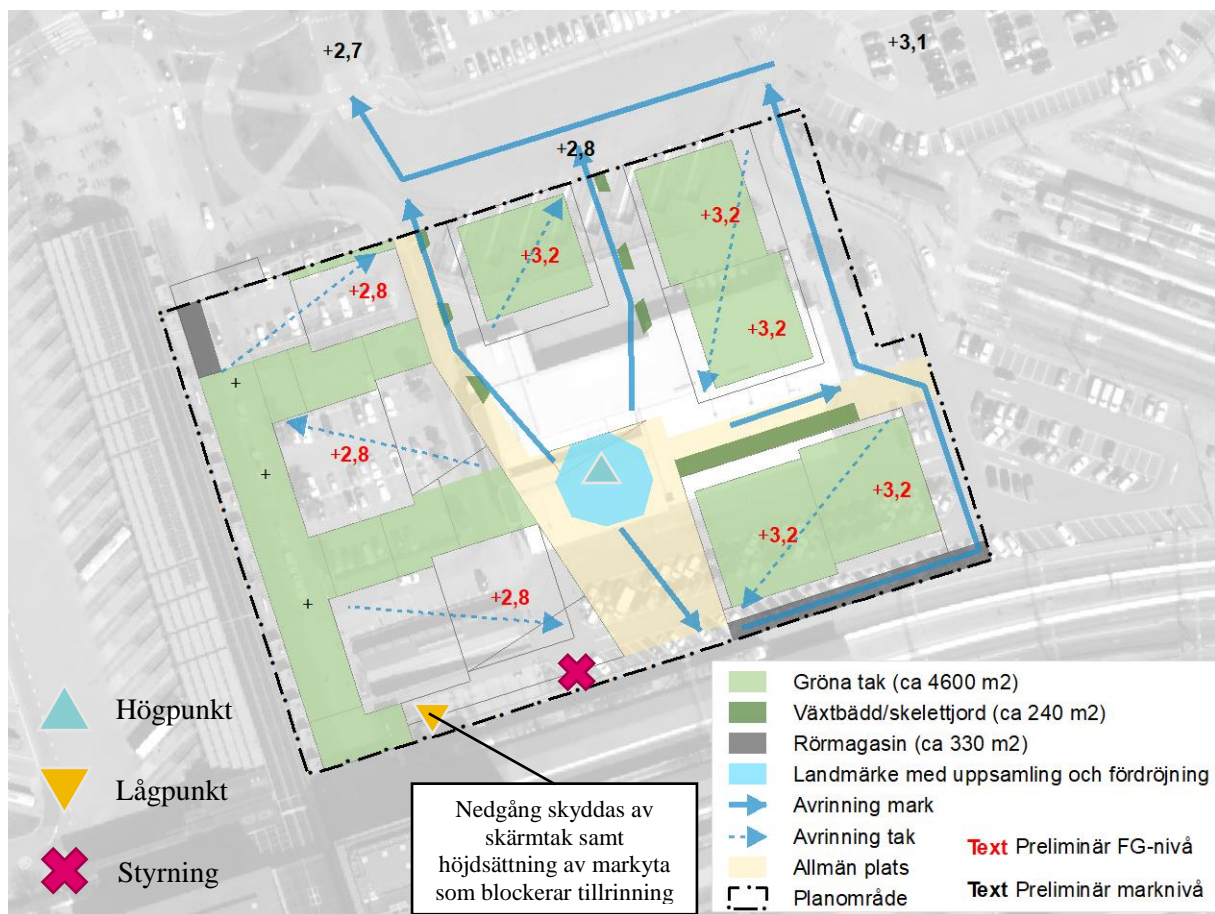 +2,7
+3,1
+2,8
+3,2
+3,2
+2,8
+3,2
+2,8
+3,2
+3,2
+2,8
+
+
+
Högpunkt
Lågpunkt
Styrning
Nedgång skyddas av
skärmtak samt
höjdsättning av markyta
som blockerar tillrinning
Gröna tak (ca 4600 m2)
Växtbädd/skelettjord (ca 240 m2)
Rörmagasin (ca 330 m2)
Landmärke med uppsamling och fördröjning
Avrinning mark
Avrinning tak
Allmän plats
Planområde
Text Preliminär FG-nivå
Text Preliminär marknivå